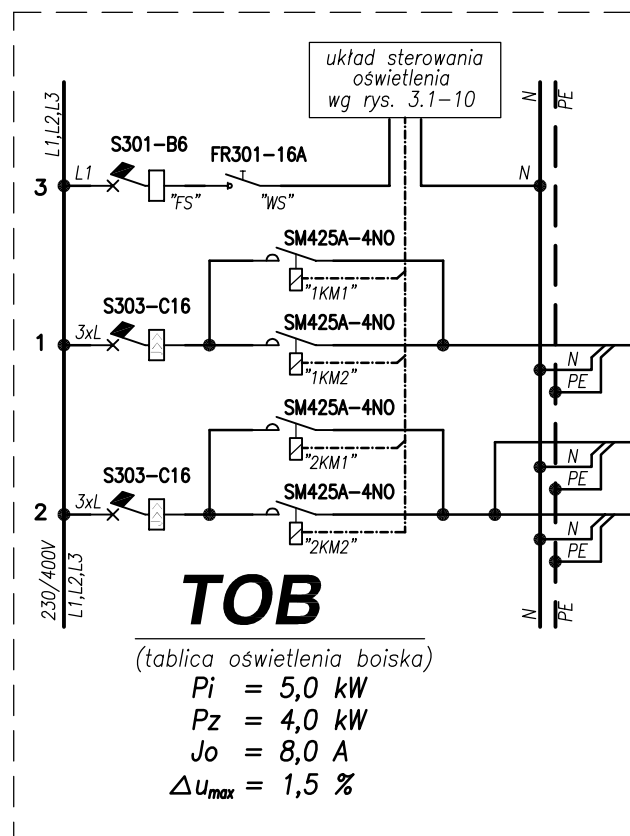 układ sterowania
oświetlenia
wg rys. 3.1-10
L1,L2,L3
N
PE
S301-B6
FR301-16A
3
L1
"FS"
"WS"
N
SM425A-4NO
"1KM1"
S303-C16
SM425A-4NO
1
3xL
"1KM2"
N
PE
SM425A-4NO
"2KM1"
N
PE
S303-C16
SM425A-4NO
2
3xL
"2KM2"
N
PE
230/400V
L1,L2,L3
N
PE
TOB
(tablica oświetlenia boiska)
Pi = 5,0 kW
Pz = 4,0 kW
Jo = 8,0 A
Δumax = 1,5 %